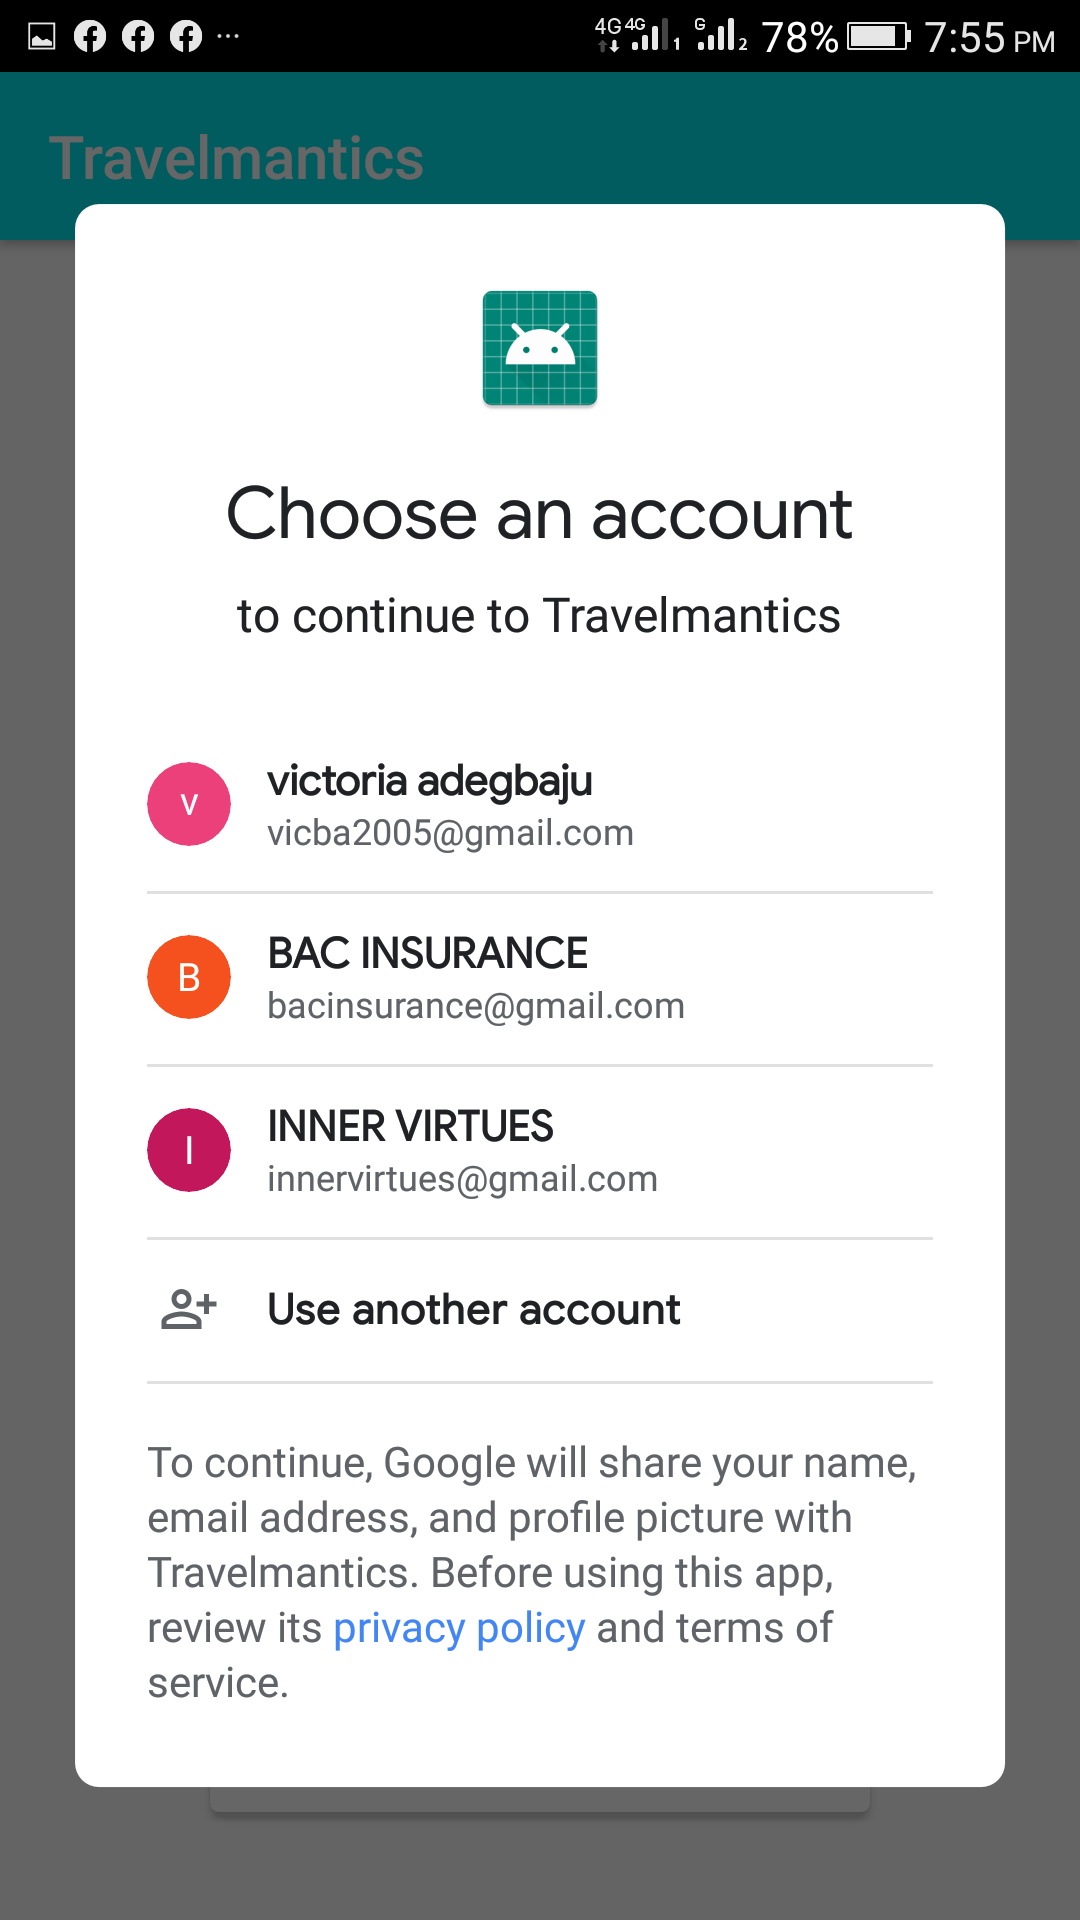 4G 4G 1 G 2 78% 7:55 PM
Travelmantics
Choose an account
to continue to Travelmantics
v
victoria adegbaju
vicba2005@gmail.com
B
BAC INSURANCE
bacinsurance@gmail.com
I
INNER VIRTUES
innervirtues@gmail.com
Use another account
To continue, Google will share your name,
email address, and profile picture with
Travelmantics. Before using this app,
review its privacy policy and terms of
service.